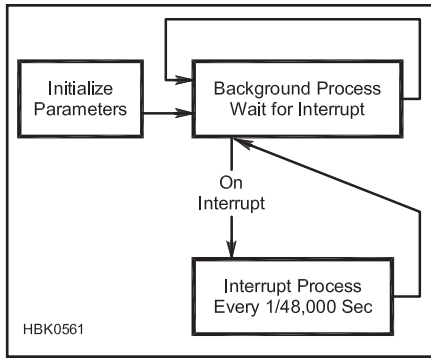 Initialize
Parameters
Background Process
Wait for Interrupt
On
Interrupt
Interrupt Process
Every 1/48,000 Sec
HBK0561